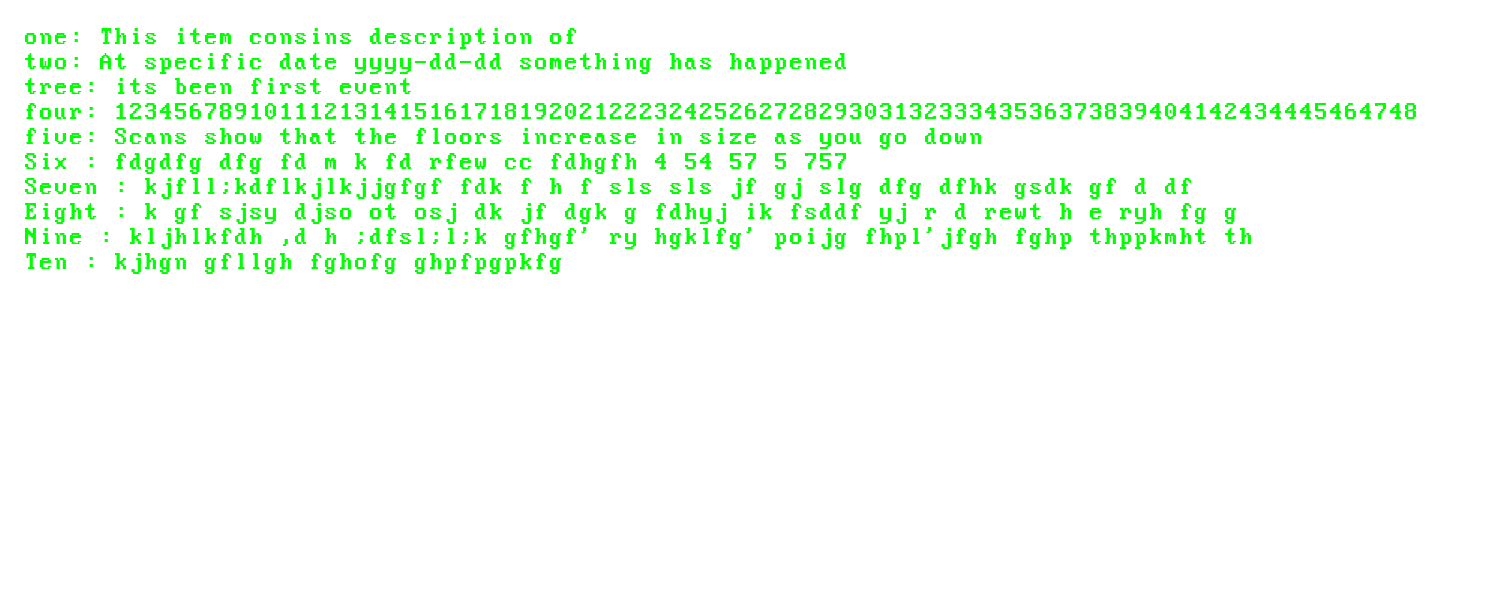 one: This item consins description of
two: At specific date yyyy-dd-dd something has happened
tree: its been first event
four: 123456789101112131415161718192021222324252627282930313233343536373839404142434445464748
five: Scans show that the floors increase in size as you go down
Six : fdgdfg dfg fd m k fd rfew cc fdhgfh 4 54 57 5 757
Seven : kjfll;kdflkjlkjjgfgf fdk f h f sls sls jf gj slg dfg dfhk gsdk gf d df
Eight : k gf sjsy djso ot osj dk jf dgk g fdhyj ik fsddf yj r d rewt h e ryh fg g
Nine : kljhlkfdh ,d h ;dfsl;l;k gfhgf' ry hgklfg' poijg fhpl'jfgh fghp thppkmht th
Ten : kjhgn gfllgh fghofg ghpfpgpkfg